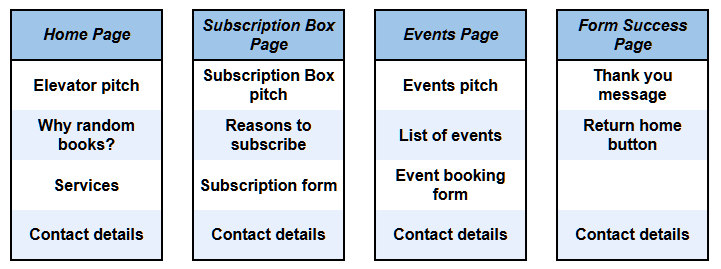 Home Page
Elevator pitch
Why random
books?
Services
Contact details
Subscription Box
Page
Subscription Box
pitch
Reasons to
subscribe
Subscription form
Contact details
Events Page
Events pitch
List of events
Event booking
form
Contact details
Form Success
Page
Thank you
message
Return home
button
Contact details